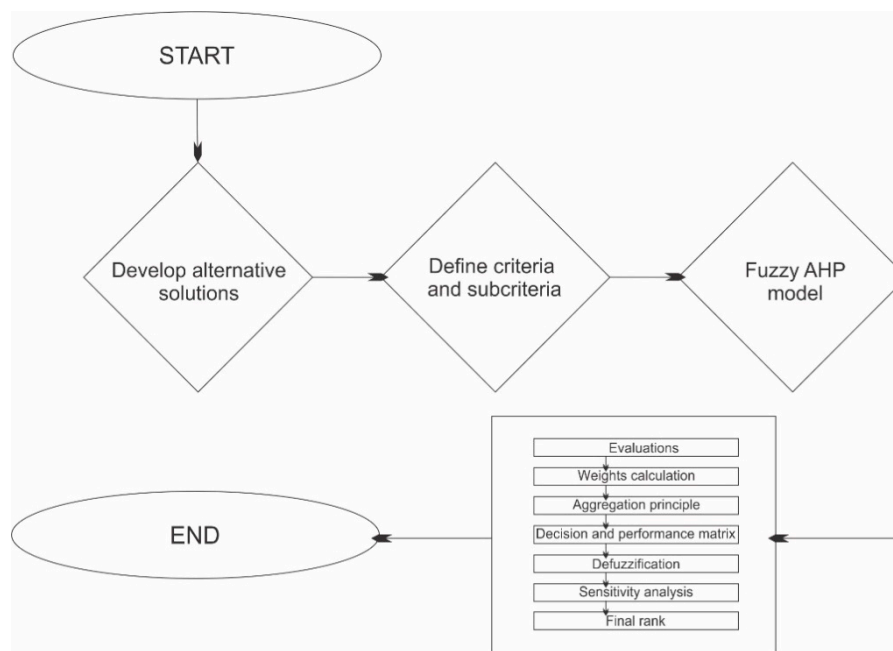 START
Develop alternative
solutions
Define criteria
and subcriteria
Fuzzy AHP
model
Evaluations
Weights calculation
Aggregation principle
Decision and performance matrix
Defuzzification
Sensitivity analysis
Final rank
END